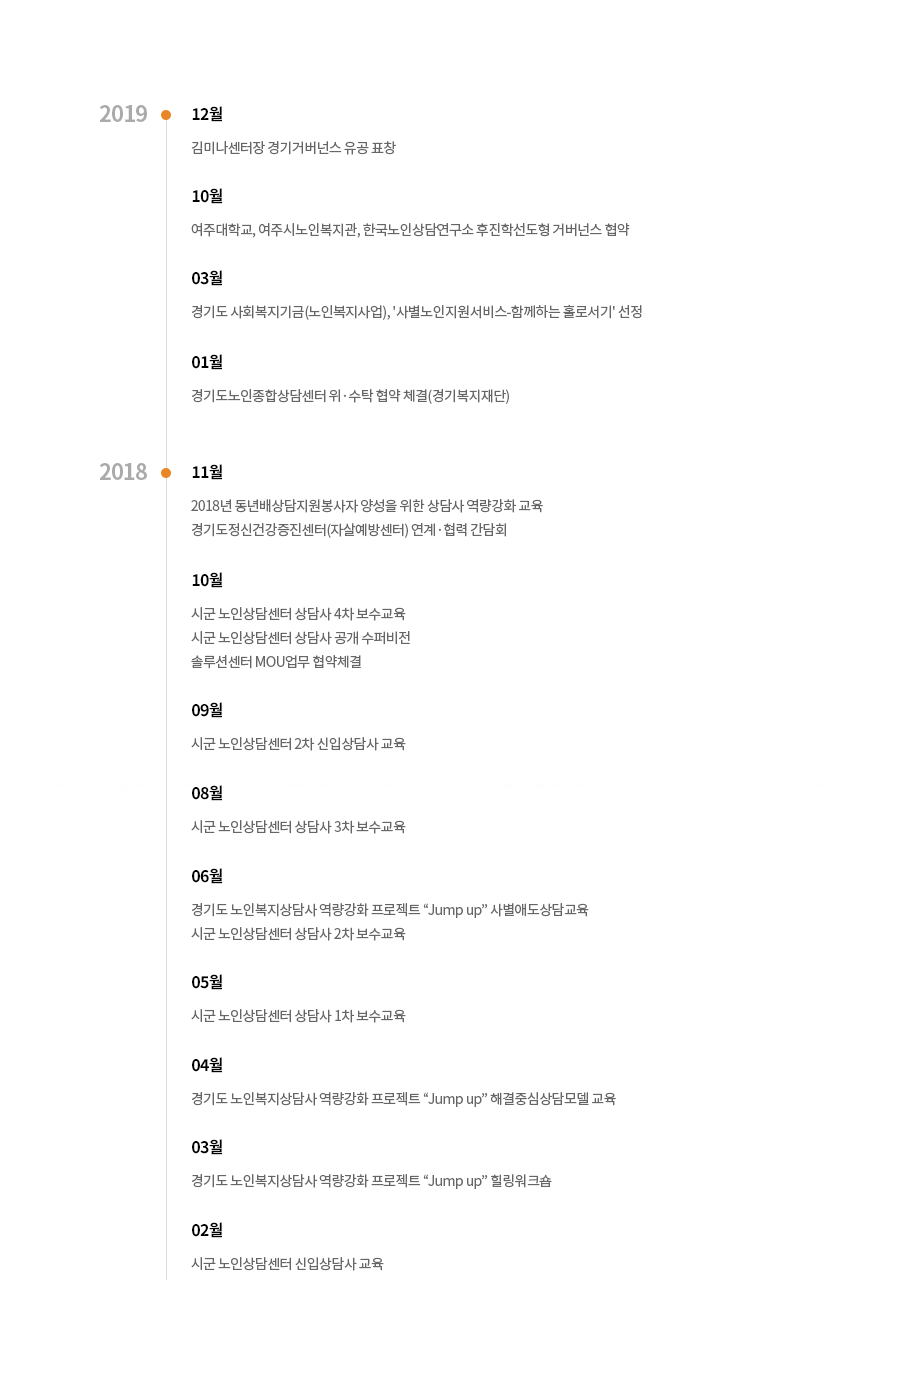 2019
12월
김미나센터장 경기거버넌스 유공 표창
10월
여주대학교, 여주시노인복지관, 한국노인상담연구소 후진학선도형 거버넌스 협약
03월
경기도 사회복지기금(노인복지사업), '사별노인지원서비스-함께하는 홀로서기' 선정
01월
경기도노인종합상담센터 위·수탁 협약 체결(경기복지재단)
2018
11월
2018년 동년배상담지원봉사자 양성을 위한 상담사 역량강화 교육
경기도정신건강증진센터(자살예방센터) 연계·협력 간담회
10월
시군 노인상담센터 상담사 4차 보수교육
시군 노인상담센터 상담사 공개 수퍼비전
솔루션센터 MOU업무 협약체결
09월
시군 노인상담센터 2차 신입상담사 교육
08월
시군 노인상담센터 상담사 3차 보수교육
06월
경기도 노인복지상담사 역량강화 프로젝트 “Jump up” 사별애도상담교육
시군 노인상담센터 상담사 2차 보수교육
05월
시군 노인상담센터 상담사 1차 보수교육
04월
경기도 노인복지상담사 역량강화 프로젝트 “Jump up” 해결중심상담모델 교육
03월
경기도 노인복지상담사 역량강화 프로젝트 “Jump up” 힐링워크숍
02월
시군 노인상담센터 신입상담사 교육